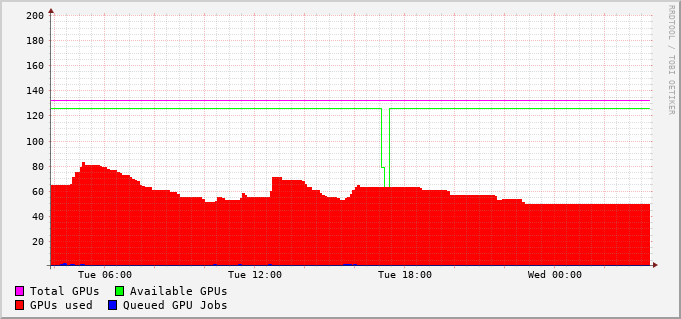 200
180
160
140
120
100
80
60
40
20
Tue 06:00 Tue 12:00 Tue 18:00 Wed 00:00
Total GPUs Available GPUs
GPUs used Queued GPU Jobs
RRDTOOL / TOBI OETIKER